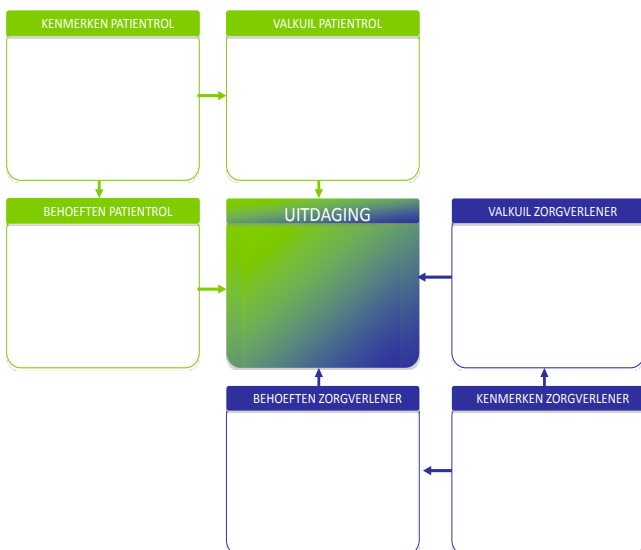 KENMERKEN PATIENTROL
VALKUIL PATIENTROL
BEHOEFTEN PATIENTROL
UITDAGING
VALKUIL ZORGVERLENER
BEHOEFTEN ZORGVERLENER
KENMERKEN ZORGVERLENER